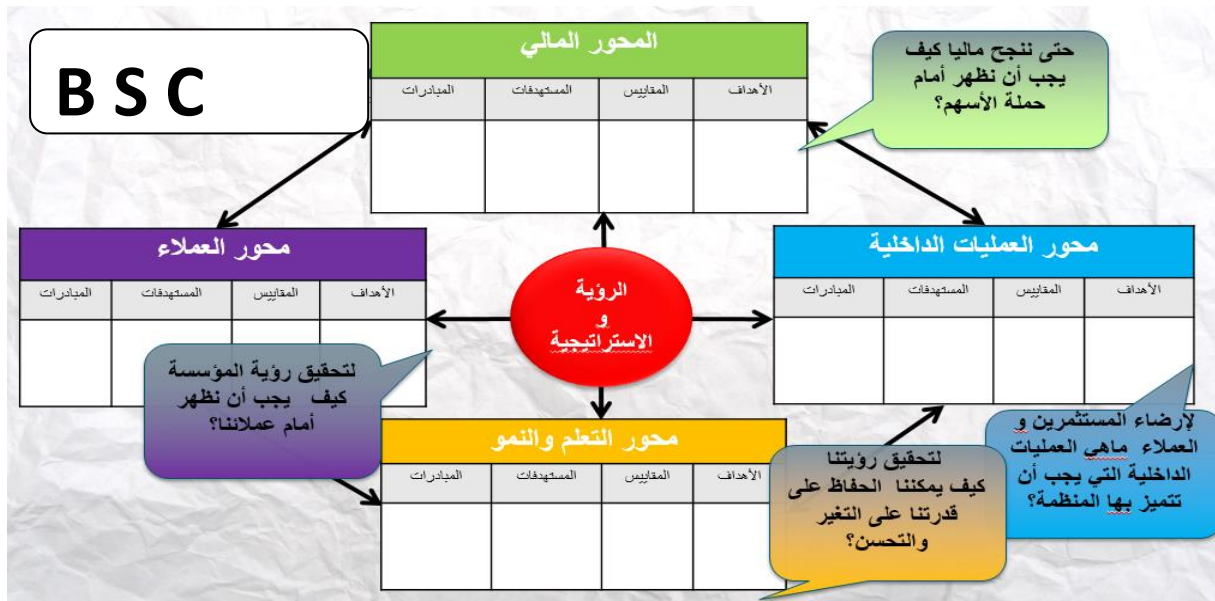 B S C
المحور المالي
الأهداف المقاييس المستهدفات المبادرات
حتى ننجح ماليا كيف
يجب أن نظهر أمام
حملة الأسهم؟
محور العمليات الداخلية
الأهداف المقاييس المستهدفات المبادرات
لإرضاء المستثمرين و
العملاء ماهي العمليات
الداخلية التي يجب أن
تتميز بها المنظمة؟
الرؤية
و
الاستراتيجية
محور العملاء
الأهداف المقاييس المستهدفات المبادرات
لتحقيق رؤية المؤسسة
كيف يجب أن نظهر
أمام عملائنا؟
محور التعلم والنمو
الأهداف المقاييس المستهدفات المبادرات
لتحقيق رؤيتنا
كيف يمكننا الحفاظ على
قدرتنا على التغير
والتحسن؟